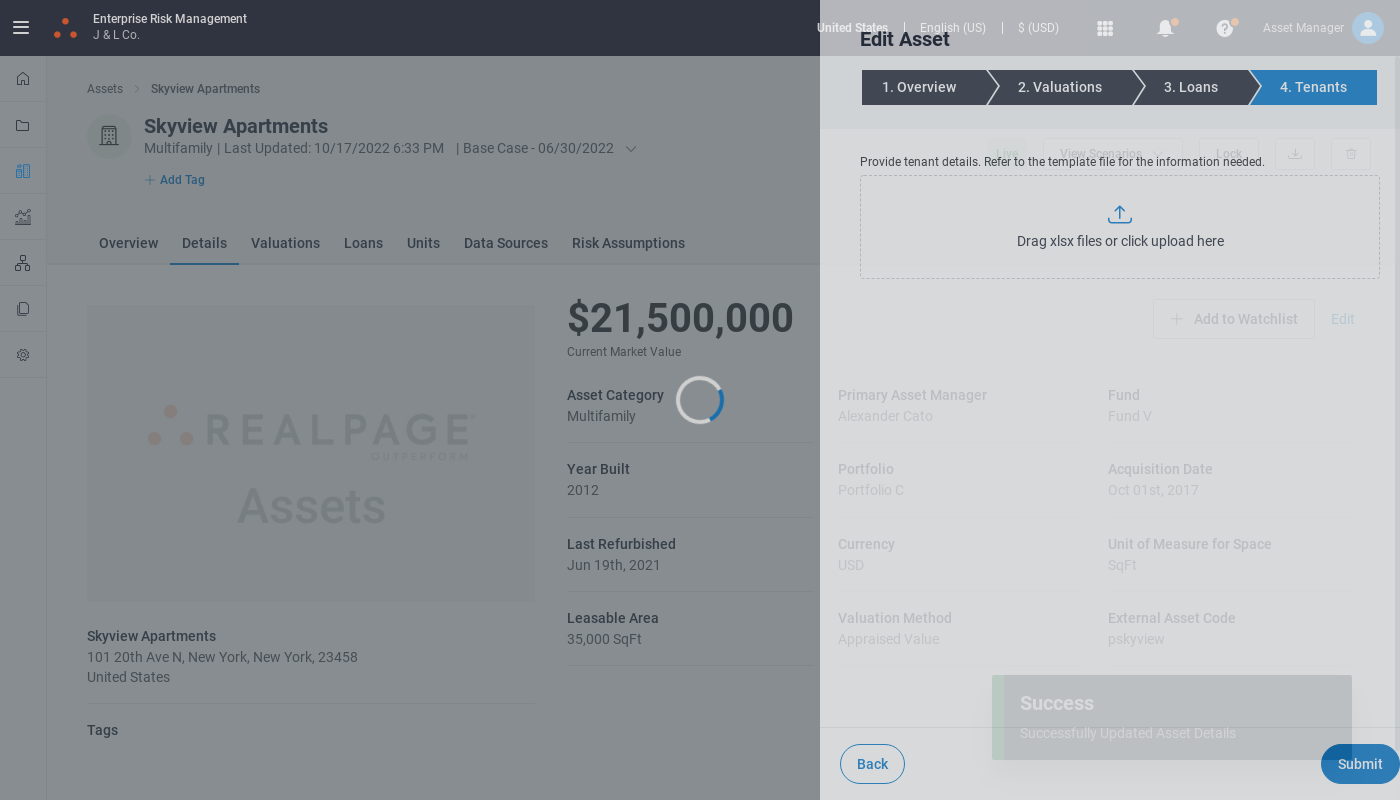 Enterprise Risk Management
J & L Co.
United States | English (US) | $ (USD)
Asset Manager
Edit Asset
1. Overview
2. Valuations
3. Loans
4. Tenants
Assets
Skyview Apartments
Skyview Apartments
Multifamily | Last Updated: 10/17/2022 6:33 PM | Base Case - 06/30/2022
Add Tag
Live
View Scenarios
Lock
Provide tenant details. Refer to the template file for the information needed.
Drag xlsx files or click upload here
Overview
Details
Valuations
Loans
Units
Data Sources
Risk Assumptions
REALPAGE
OUTPERFORM
Assets
$21,500,000
Current Market Value
Add to Watchlist
Edit
Asset Category
Multifamily
Primary Asset Manager
Alexander Cato
Fund
Fund V
Year Built
2012
Portfolio
Portfolio C
Acquisition Date
Oct 01st, 2017
Last Refurbished
Jun 19th, 2021
Currency
USD
Unit of Measure for Space
SqFt
Leasable Area
35,000 SqFt
Valuation Method
Appraised Value
External Asset Code
pskyview
Skyview Apartments
101 20th Ave N, New York, New York, 23458
United States
Tags
Success
Successfully Updated Asset Details
Back
Submit